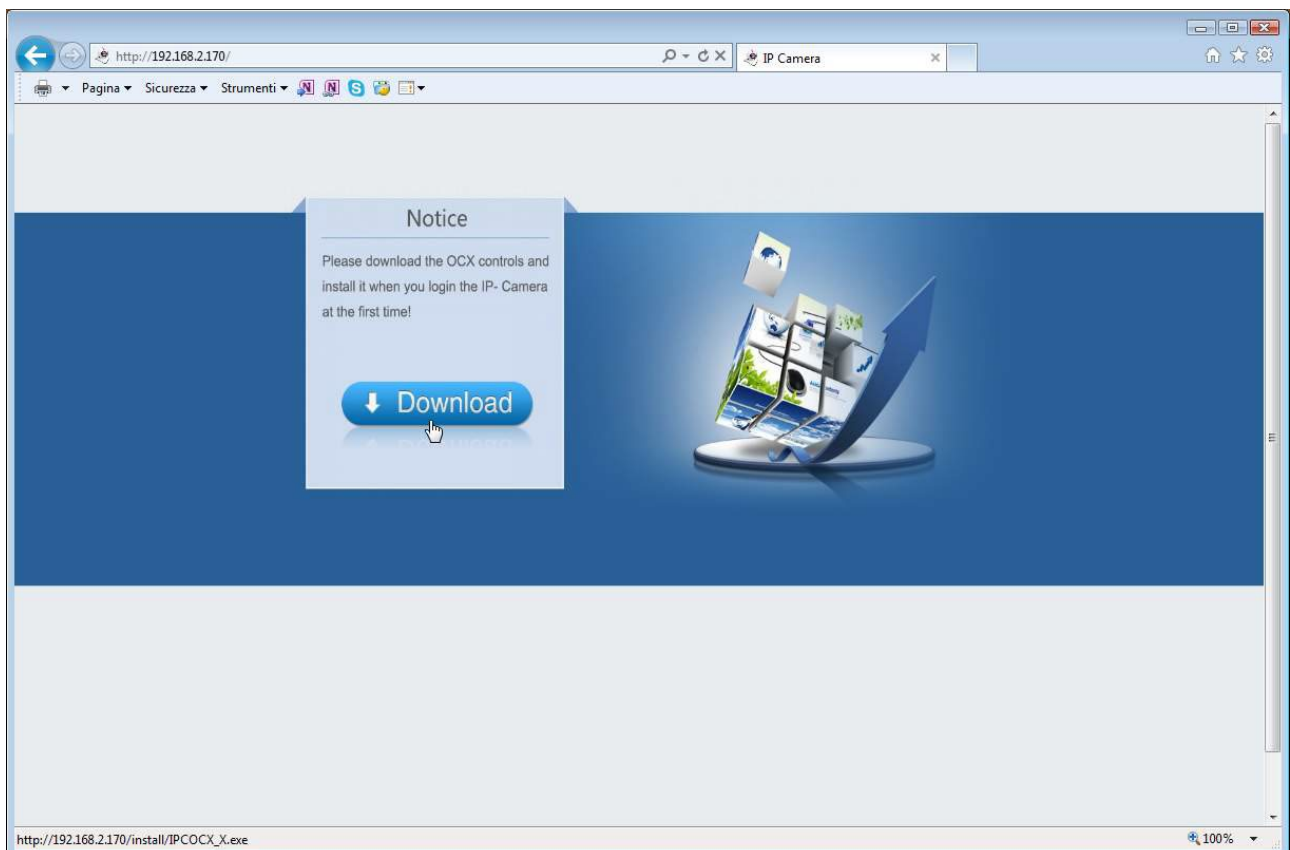 http://192.168.2.170/
IP Camera
Pagina Sicurezza Strumenti
Notice
Please download the OCX controls and
install it when you login the IP- Camera
at the first time!
Download
http://192.168.2.170/install/IPCOCX_X.exe
100%